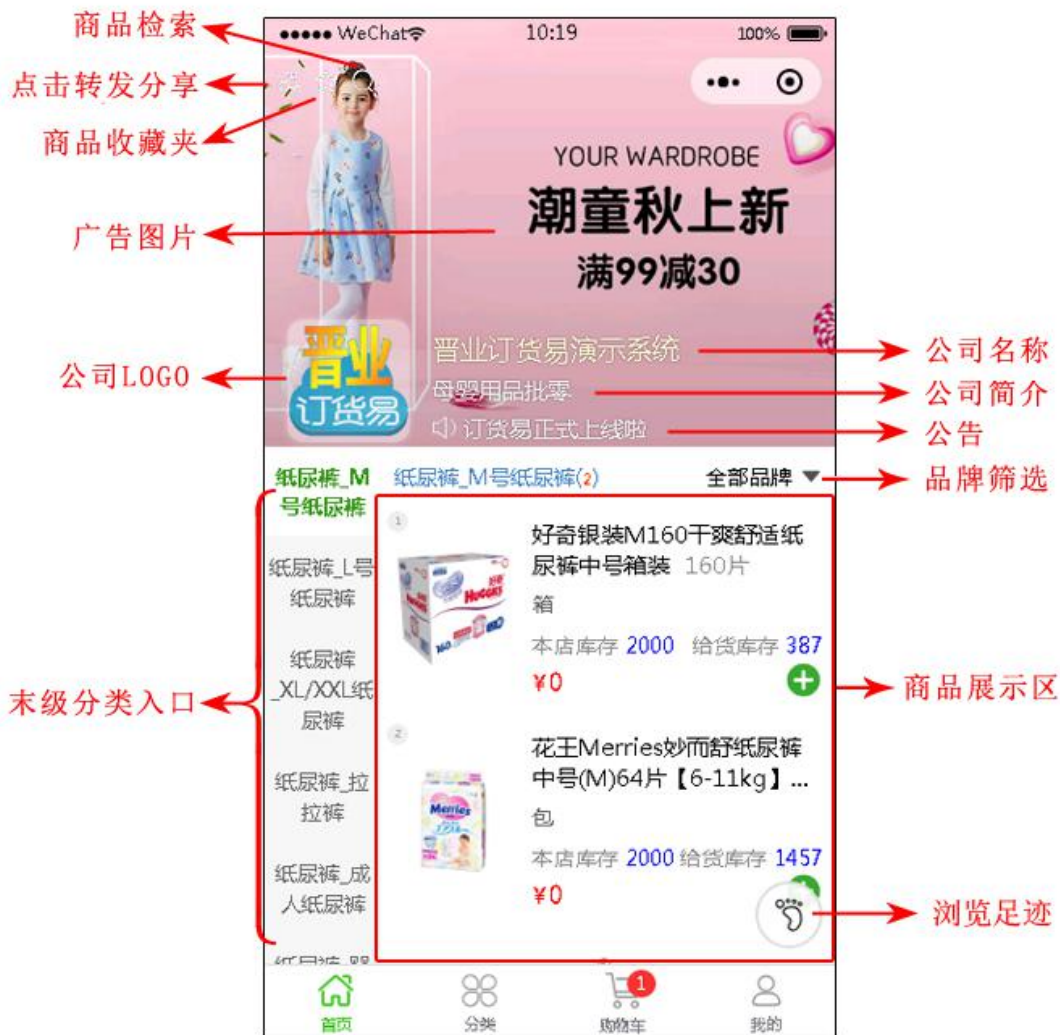 商品检索
点击转发分享
商品收藏夹
广告图片
公司LOGO
末级分类入口
WeChat
10:19
100%
YOUR WARDROBE
潮童秋上新
满99减30
晋业
订货易
晋业订货易演示系统
母婴用品批零
订货易正式上线啦
公司名称
公司简介
公告
品牌筛选
商品展示区
浏览足迹
纸尿裤_M
号纸尿裤
纸尿裤_L号
纸尿裤
纸尿裤
_XL/XXL纸
尿裤
纸尿裤_拉
拉裤
纸尿裤_成
人纸尿裤
纸尿裤_M号纸尿裤(2)
全部品牌
1
好奇银装M160干爽舒适纸
尿裤中号箱装 160片
箱
本店库存 2000 给货库存 387
¥0
HUGGIES
160
2
花王Merries妙而舒纸尿裤
中号(M)64片【6-11kg】...
包
本店库存 2000 给货库存 1457
¥0
Merries
首页
分类
1
购物车
我的